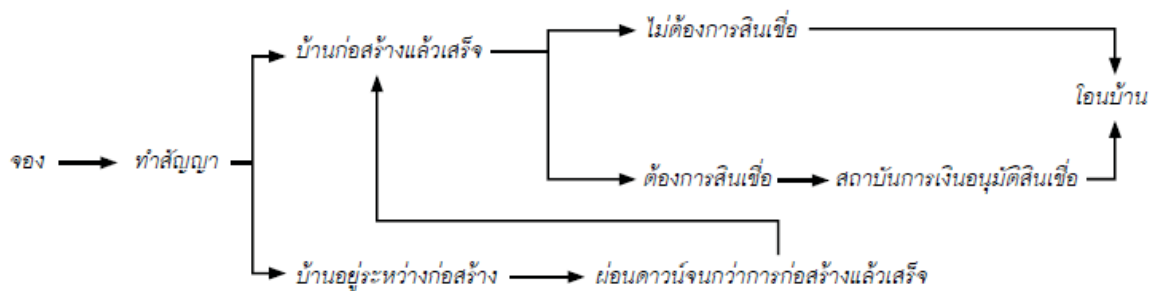 ไม่ต้องการสินเชื่อ
บ้านก่อสร้างแล้วเสร็จ
โอนบ้าน
จอง
ทำสัญญา
ต้องการสินเชื่อ
สถาบันการเงินอนุมัติสินเชื่อ
บ้านอยู่ระหว่างก่อสร้าง
ผ่อนดาวน์จนกว่าการก่อสร้างแล้วเสร็จ